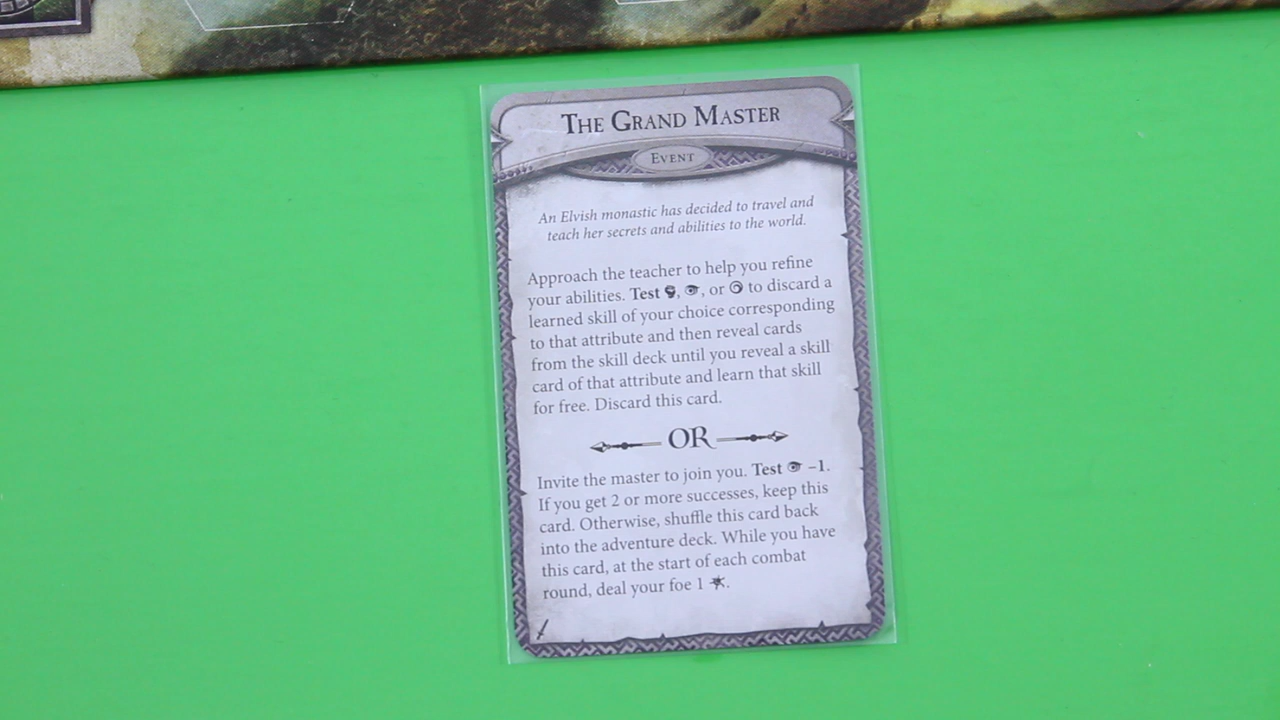 THE GRAND MASTER
EVENT
An Elvish monastic has decided to travel and
teach her secrets and abilities to the world.
Approach the teacher to help you refine
your abilities. Test , , or to discard a
learned skill of your choice corresponding
to that attribute and then reveal cards
from the skill deck until you reveal a skill
card of that attribute and learn that skill
for free. Discard this card.
OR
Invite the master to join you. Test –1.
If you get 2 or more successes, keep this
card. Otherwise, shuffle this card back
into the adventure deck. While you have
this card, at the start of each combat
round, deal your foe 1 .